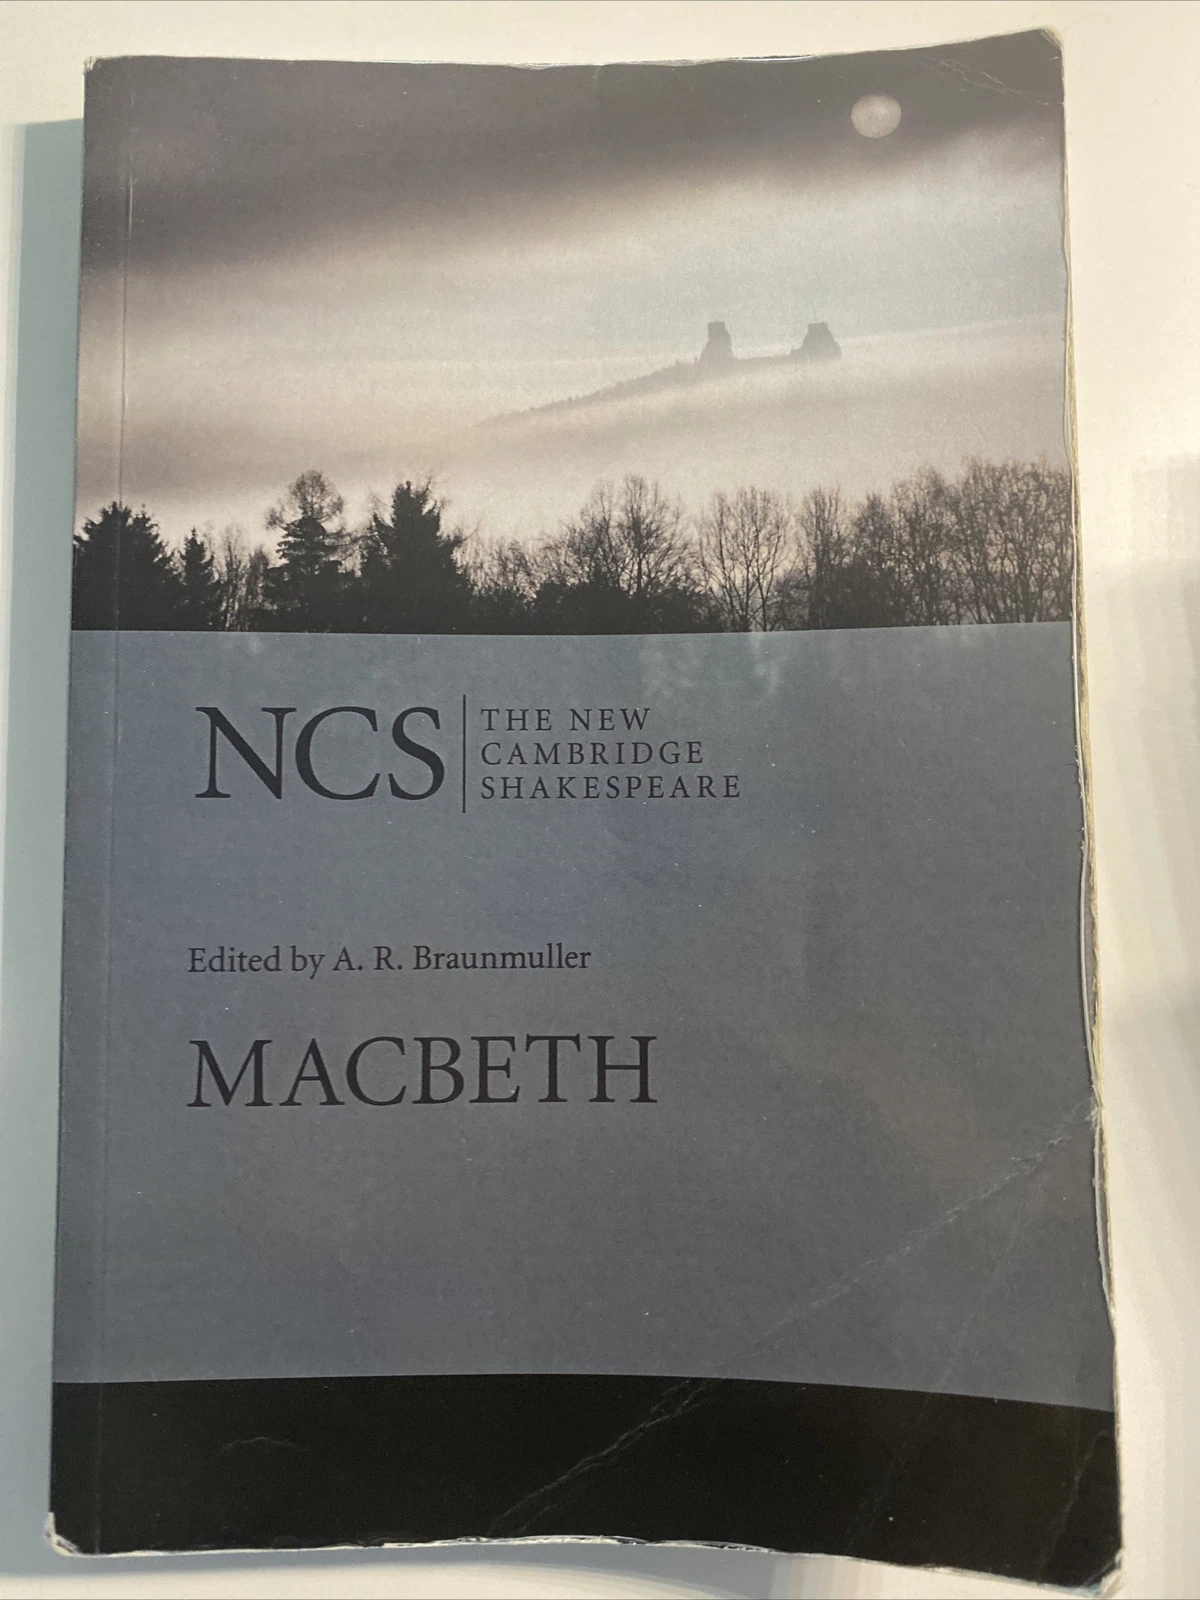 NCS
THE NEW
CAMBRIDGE
SHAKESPEARE
Edited by A. R. Braunmuller
MACBETH